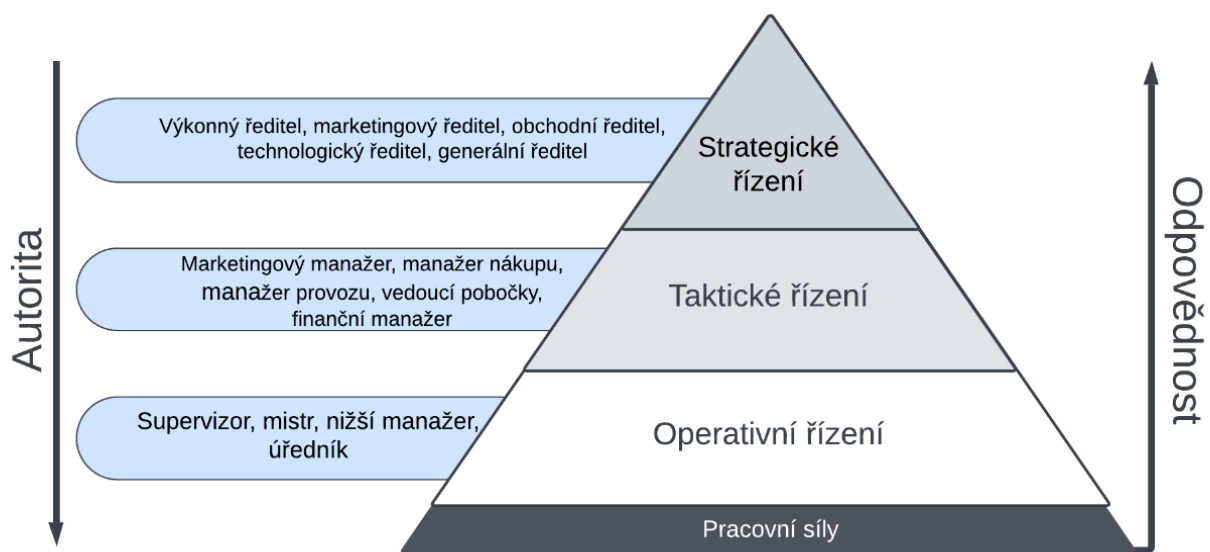 Výkonný ředitel, marketingový ředitel, obchodní ředitel,
technologický ředitel, generální ředitel
Strategické
řízení
Autorita
Odpovědnost
Marketingový manažer, manažer nákupu,
manažer provozu, vedoucí pobočky,
finanční manažer
Taktické řízení
Supervizor, mistr, nižší manažer,
úředník
Operativní řízení
Pracovní síly